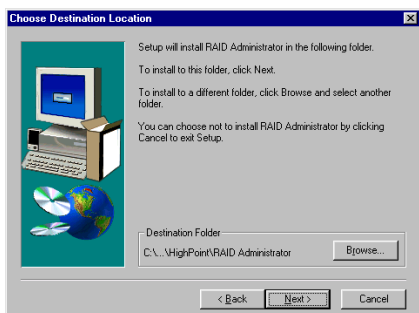 Choose Destination Location
Setup will install RAID Administrator in the following folder.
To install to this folder, click Next.
To install to a different folder, click Browse and select another
folder.
You can choose not to install RAID Administrator by clicking
Cancel to exit Setup.
Destination Folder
C:\...\HighPoint\RAID Administrator
Browse...
< Back
Next >
Cancel